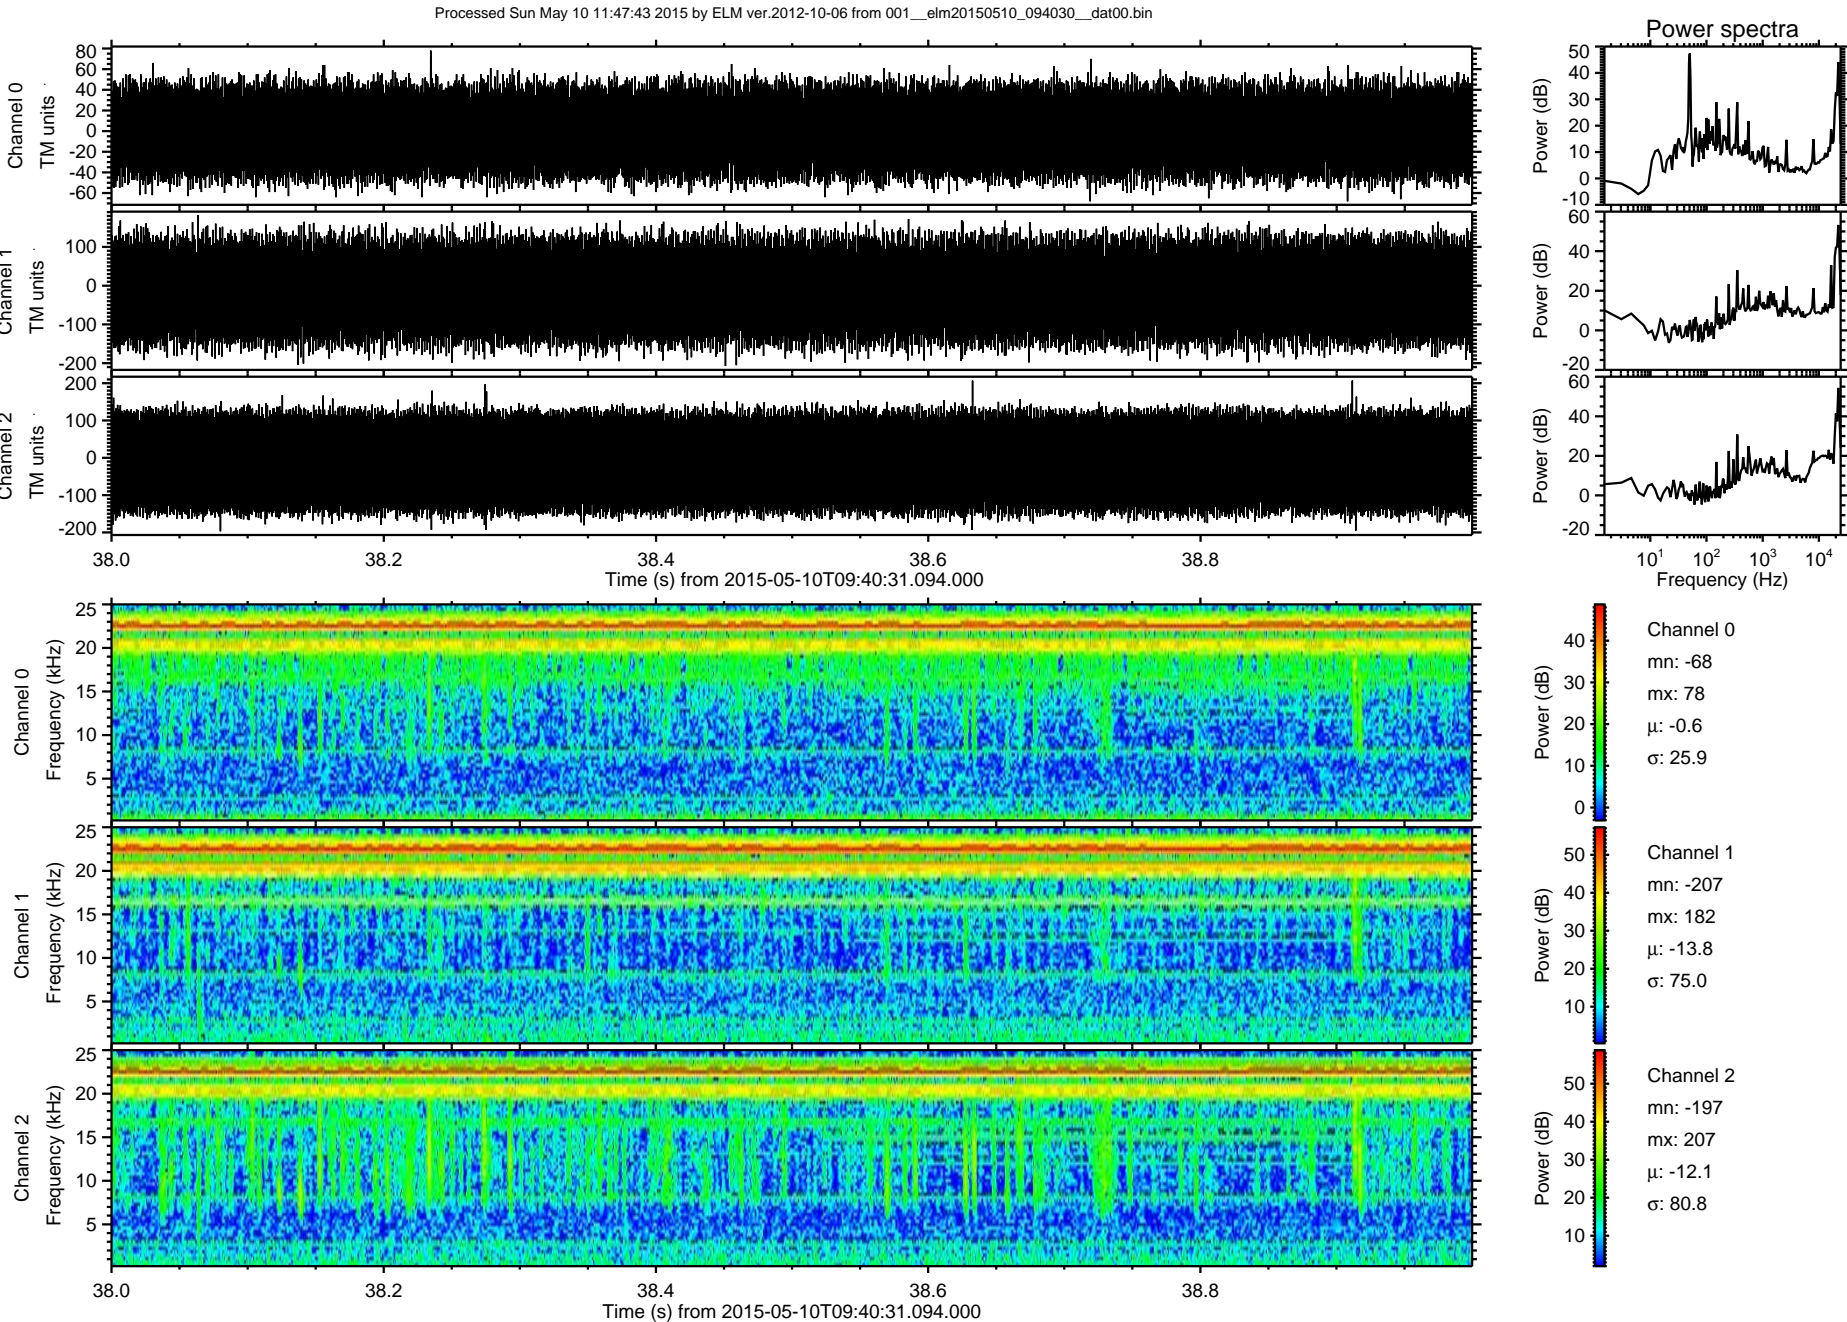 Processed Sun May 10 11:47:43 2015 by ELM ver.2012-10-06 from 001__elm20150510_094030__dat00.bin
Power spectra
Channel 0
TM units
80
60
40
20
0
-20
-40
-60
Power (dB)
50
40
30
20
10
0
-10
Channel 1
TM units
100
0
-100
-200
Power (dB)
60
40
20
0
-20
Channel 2
TM units
200
100
0
-100
-200
Power (dB)
60
40
20
0
-20
38.0 38.2 38.4 38.6 38.8
Time (s) from 2015-05-10T09:40:31.094.000
10¹ 10² 10³ 10⁴
Frequency (Hz)
Channel 0
Frequency (kHz)
25
20
15
10
5
Power (dB)
40
30
20
10
0
Channel 0
mn: -68
mx: 78
μ: -0.6
σ: 25.9
Channel 1
Frequency (kHz)
25
20
15
10
5
Power (dB)
50
40
30
20
10
Channel 1
mn: -207
mx: 182
μ: -13.8
σ: 75.0
Channel 2
Frequency (kHz)
25
20
15
10
5
Power (dB)
50
40
30
20
10
Channel 2
mn: -197
mx: 207
μ: -12.1
σ: 80.8
38.0 38.2 38.4 38.6 38.8
Time (s) from 2015-05-10T09:40:31.094.000